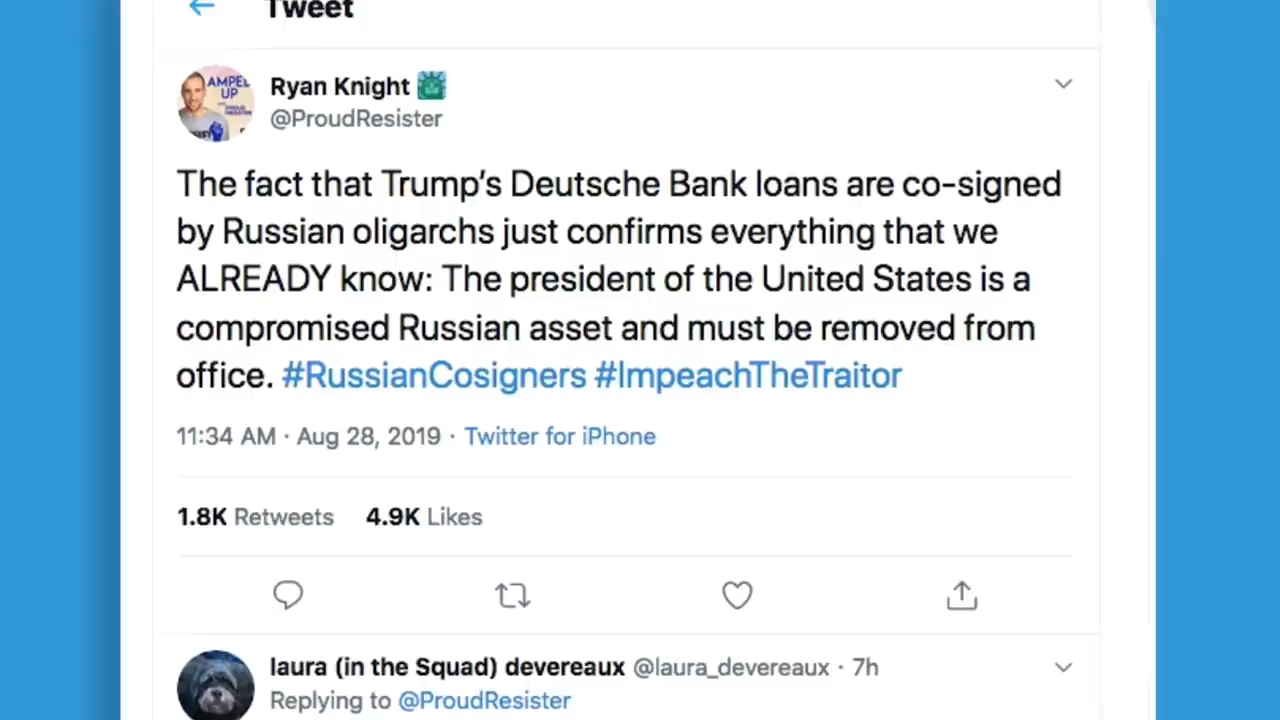 Tweet
Ryan Knight
@ProudResister
AMPED
UP
The fact that Trump's Deutsche Bank loans are co-signed
by Russian oligarchs just confirms everything that we
ALREADY know: The president of the United States is a
compromised Russian asset and must be removed from
office. #RussianCosigners #ImpeachTheTraitor
11:34 AM · Aug 28, 2019 · Twitter for iPhone
1.8K Retweets 4.9K Likes
laura (in the Squad) devereaux @laura_devereaux · 7h
Replying to @ProudResister